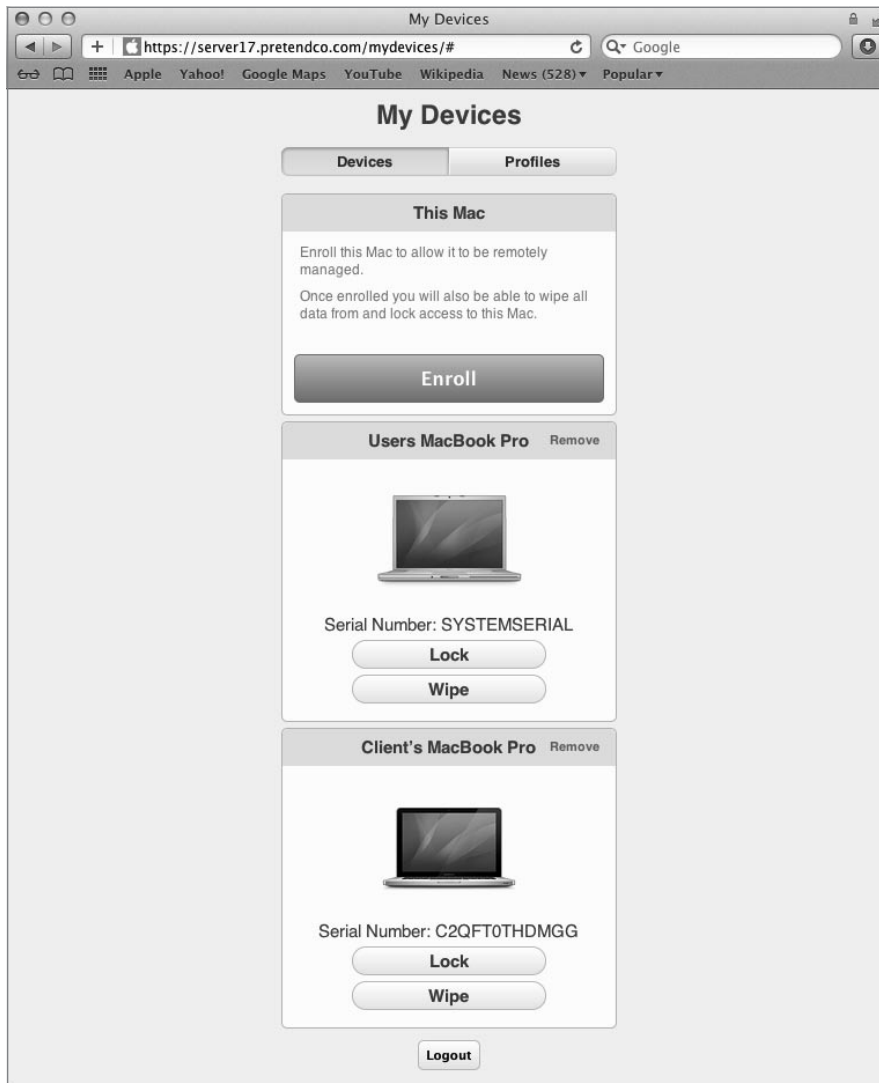 My Devices
https://server17.pretendco.com/mydevices/#
Google
Apple Yahoo! Google Maps YouTube Wikipedia News (528)▾ Popular▾
My Devices
Devices Profiles
This Mac
Enroll this Mac to allow it to be remotely
managed.
Once enrolled you will also be able to wipe all
data from and lock access to this Mac.
Enroll
Users MacBook Pro Remove
Serial Number: SYSTEMSERIAL
Lock
Wipe
Client's MacBook Pro Remove
Serial Number: C2QFT0THDMGG
Lock
Wipe
Logout